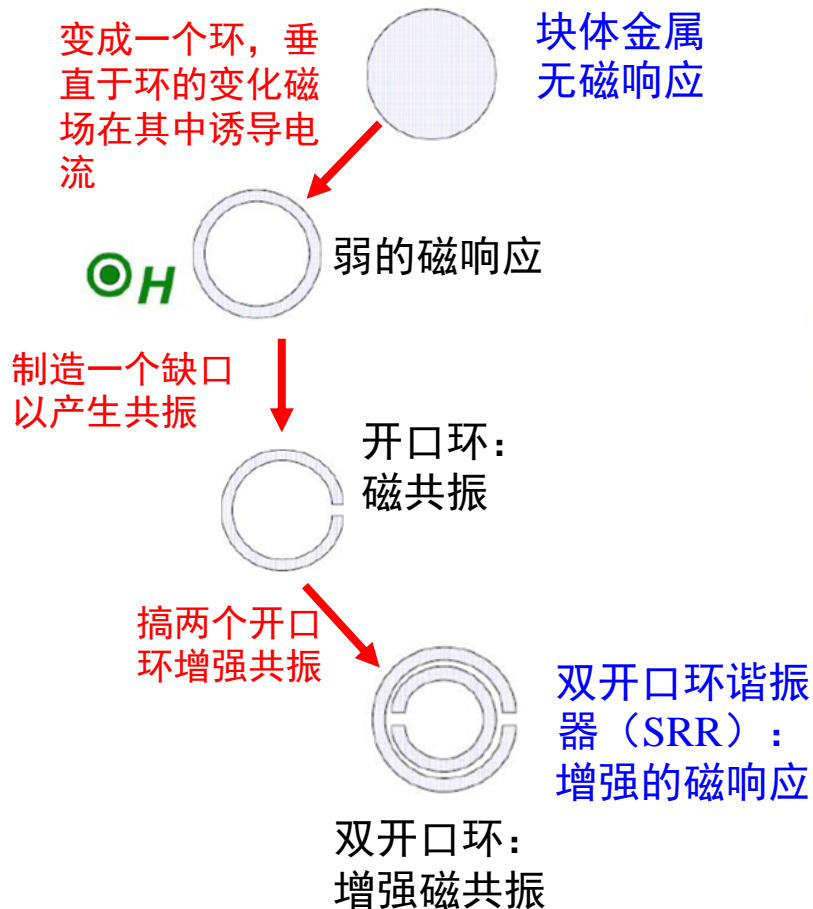 变成一个环，垂
直于环的变化磁
场在其中诱导电
流
块体金属
无磁响应
弱的磁响应
H
制造一个缺口
以产生共振
开口环：
磁共振
搞两个开口
环增强共振
双开口环谐振
器（SRR）：
增强的磁响应
双开口环：
增强磁共振